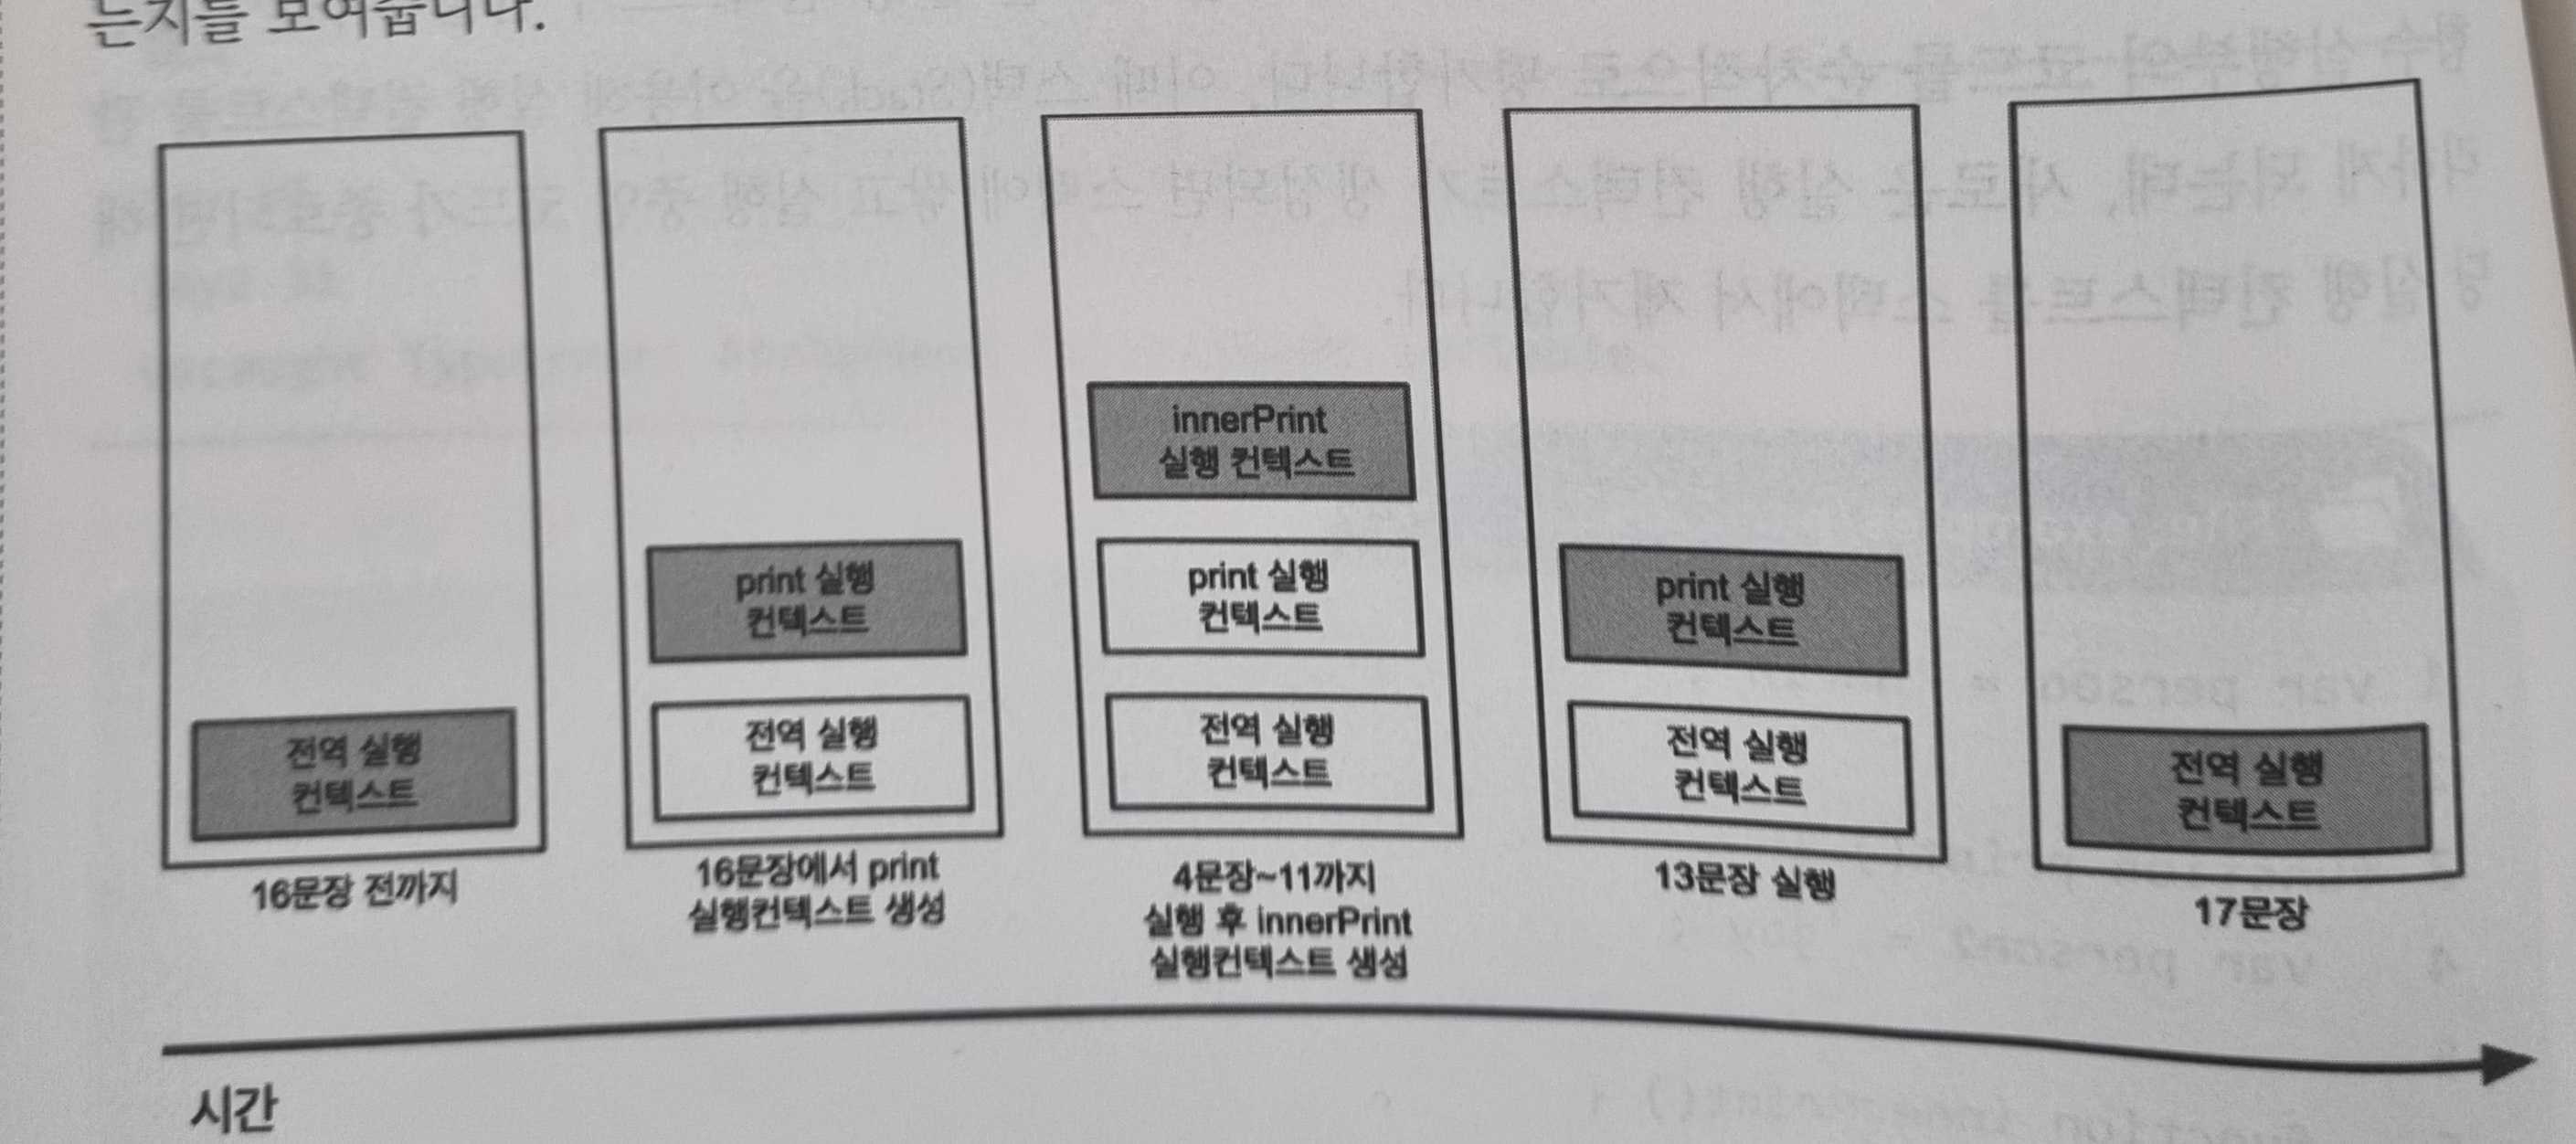 는지를 보여줍니다.
전역 실행
컨텍스트
16문장 전까지
print 실행
컨텍스트
전역 실행
컨텍스트
16문장에서 print
실행컨텍스트 생성
innerPrint
실행 컨텍스트
print 실행
컨텍스트
전역 실행
컨텍스트
4문장~11까지
실행 후 innerPrint
실행컨텍스트 생성
print 실행
컨텍스트
전역 실행
컨텍스트
13문장 실행
전역 실행
컨텍스트
17문장
시간